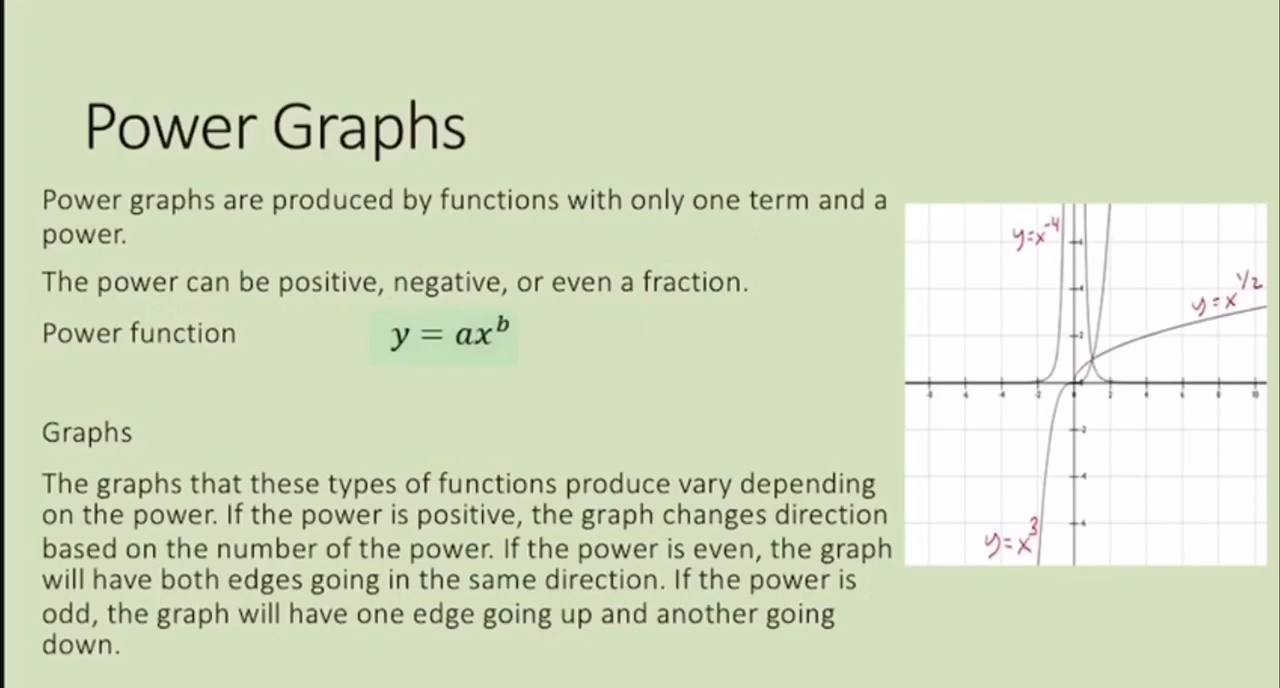 Power Graphs
Power graphs are produced by functions with only one term and a
power.
The power can be positive, negative, or even a fraction.
Power function y = ax^b
Graphs
The graphs that these types of functions produce vary depending
on the power. If the power is positive, the graph changes direction
based on the number of the power. If the power is even, the graph
will have both edges going in the same direction. If the power is
odd, the graph will have one edge going up and another going
down.
y=x^-4
y=x^1/2
y=x^3